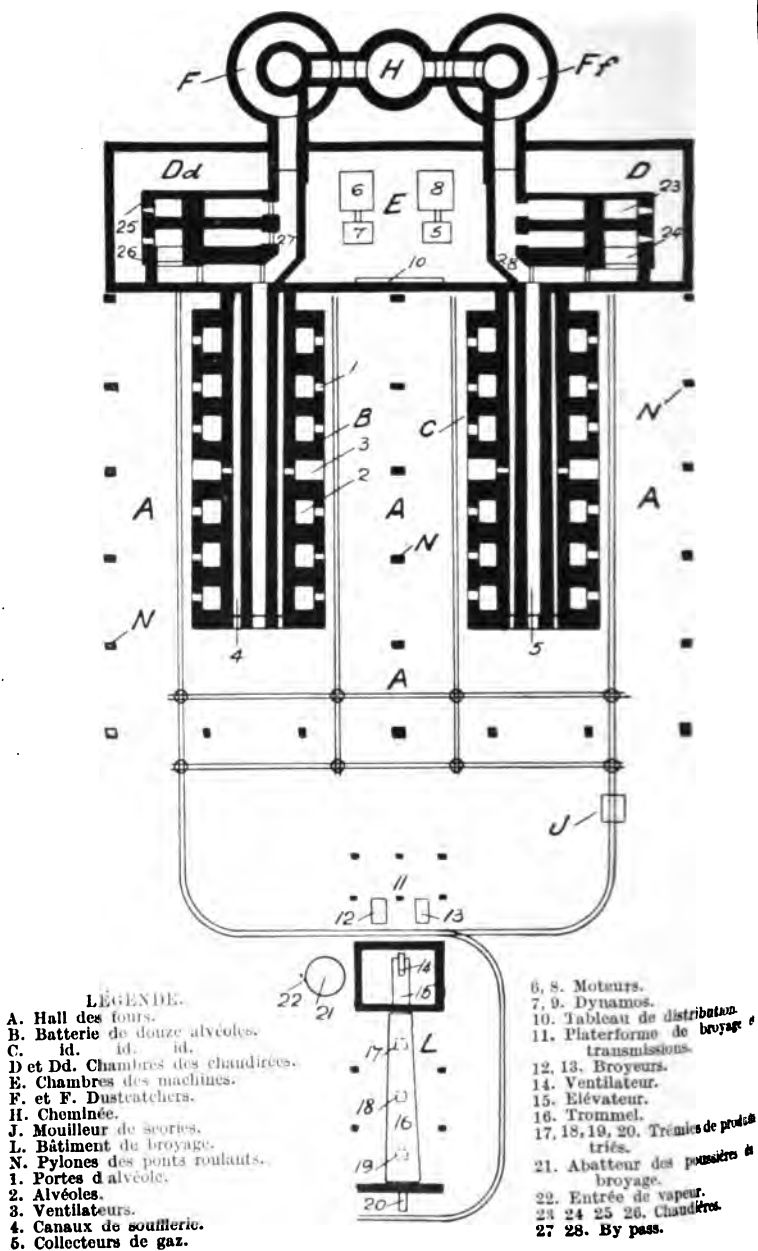 F
H
Ff
Dd
D
6
8
E
23
25
7
5
24
26
27
28
10
1
B
N
C
3
2
A
A
A
N
N
4
5
A
J
11
12
13
14
22
15
21
17
L
18
16
19
20
LÉGENDE.
A. Hall des fours.
B. Batterie de douze alvéoles.
C. id. id. id.
D et Dd. Chambres des chaudières.
E. Chambres des machines.
F. et F. Dustcatchers.
H. Cheminée.
J. Mouilleur de scories.
L. Bâtiment de broyage.
N. Pylones des ponts roulants.
1. Portes d alvéole.
2. Alvéoles.
3. Ventilateurs.
4. Canaux de soufflerie.
5. Collecteurs de gaz.
6, 8. Moteurs.
7, 9. Dynamos.
10. Tableau de distribution.
11. Plateforme de broyage e
transmissions.
12, 13. Broyeurs.
14. Ventilateur.
15. Elévateur.
16. Trommel.
17, 18, 19, 20. Trémies de produits
triés.
21. Abatteur des poussières de
broyage.
22. Entrée de vapeur.
23 24 25 26. Chaudières.
27 28. By pass.